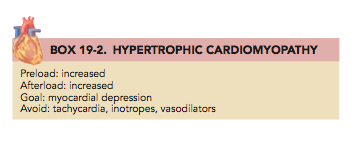 BOX 19-2. HYPERTROPHIC CARDIOMYOPATHY
Preload: increased
Afterload: increased
Goal: myocardial depression
Avoid: tachycardia, inotropes, vasodilators